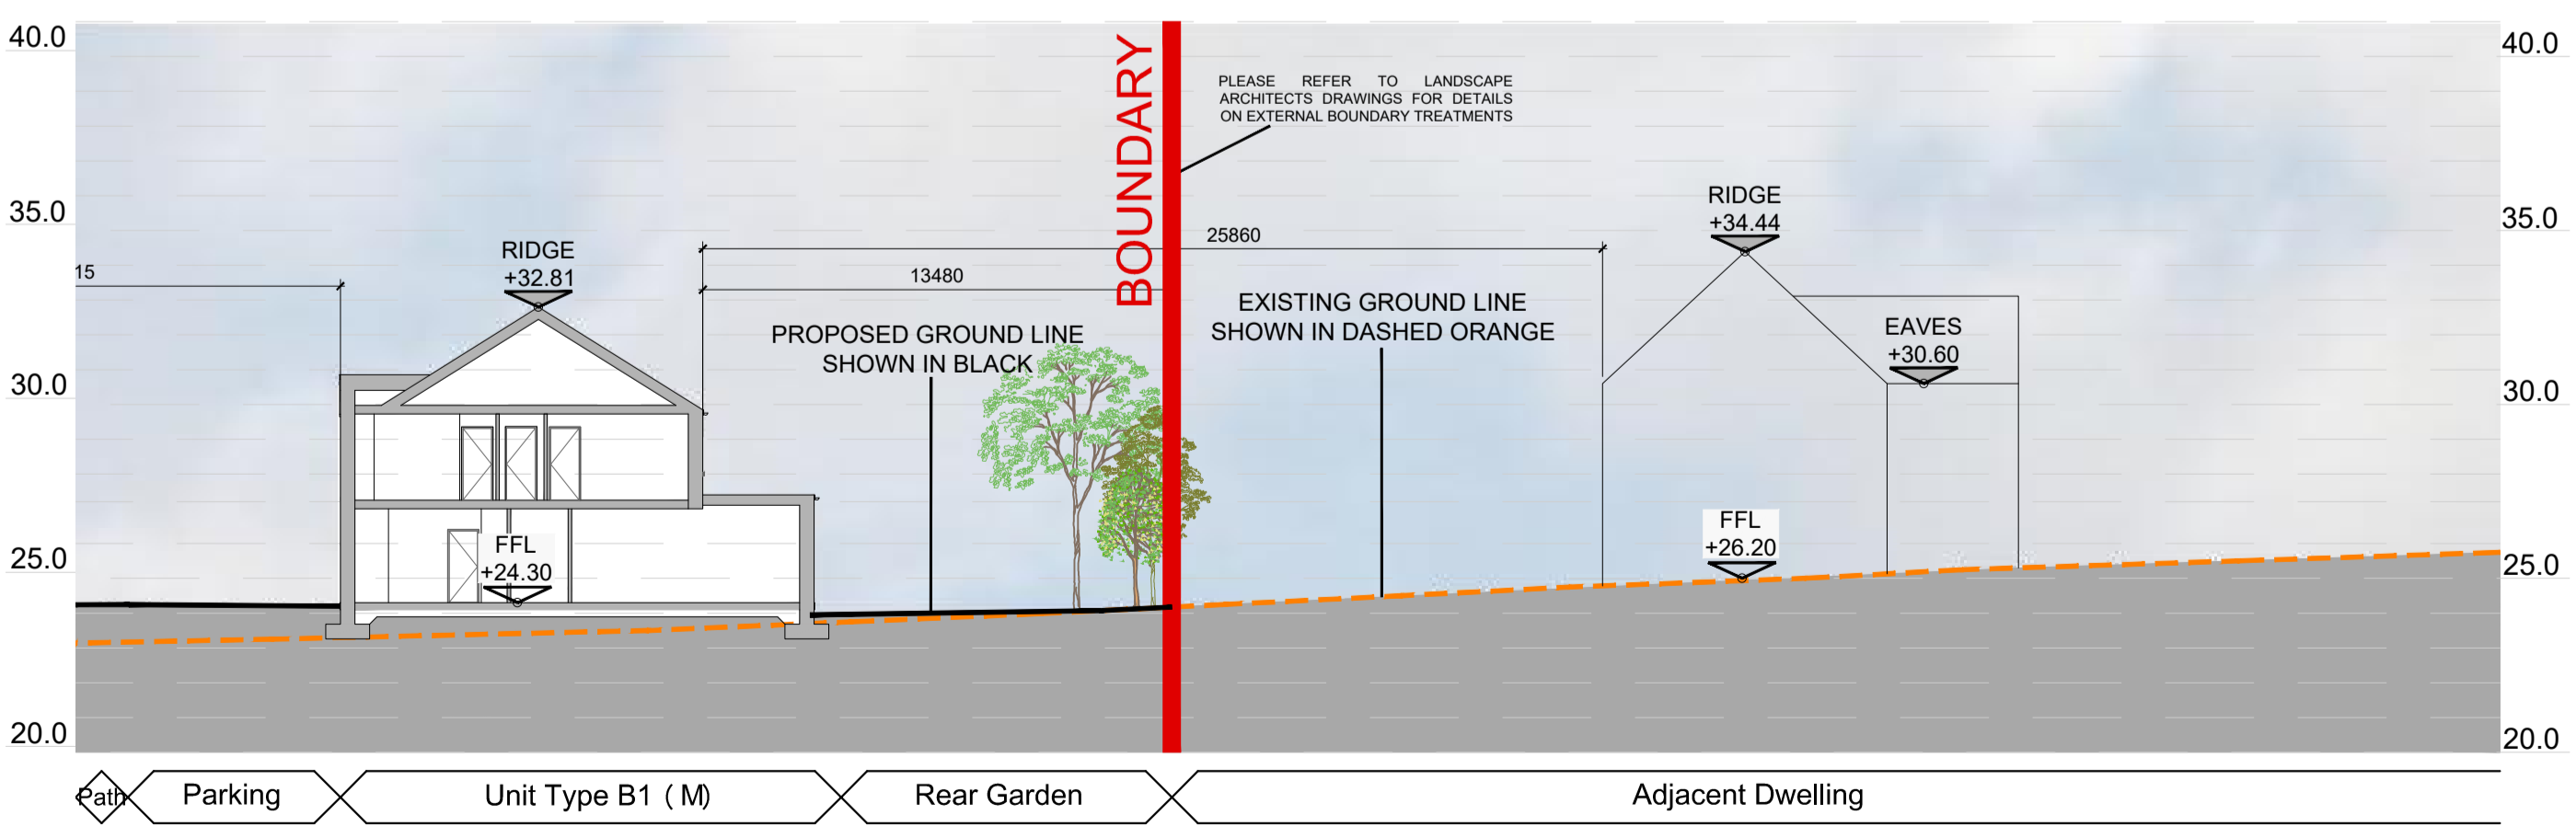 40.0
35.0
30.0
25.0
20.0
15
RIDGE
+32.81
FFL
+24.30
13480
25860
PROPOSED GROUND LINE
SHOWN IN BLACK
BOUNDARY
PLEASE REFER TO LANDSCAPE
ARCHITECTS DRAWINGS FOR DETAILS
ON EXTERNAL BOUNDARY TREATMENTS
EXISTING GROUND LINE
SHOWN IN DASHED ORANGE
RIDGE
+34.44
EAVES
+30.60
FFL
+26.20
40.0
35.0
30.0
25.0
20.0
Path
Parking
Unit Type B1 ( M)
Rear Garden
Adjacent Dwelling